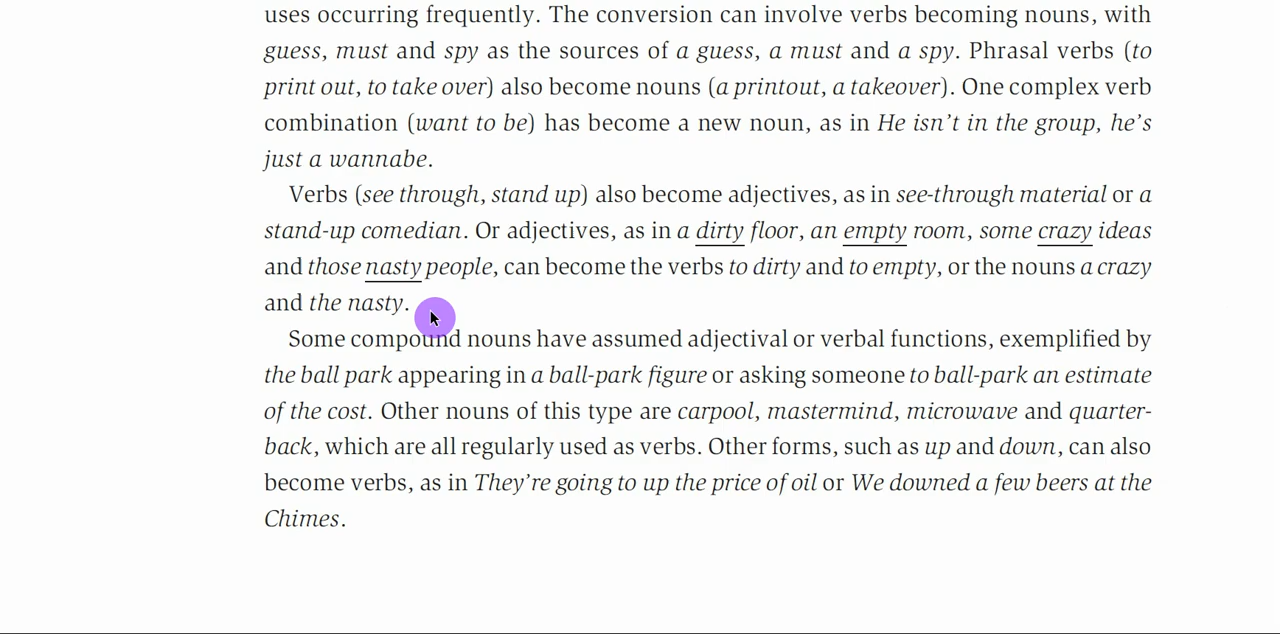 uses occurring frequently. The conversion can involve verbs becoming nouns, with
guess, must and spy as the sources of a guess, a must and a spy. Phrasal verbs (to
print out, to take over) also become nouns (a printout, a takeover). One complex verb
combination (want to be) has become a new noun, as in He isn’t in the group, he’s
just a wannabe.
Verbs (see through, stand up) also become adjectives, as in see-through material or a
stand-up comedian. Or adjectives, as in a dirty floor, an empty room, some crazy ideas
and those nasty people, can become the verbs to dirty and to empty, or the nouns a crazy
and the nasty.
Some compound nouns have assumed adjectival or verbal functions, exemplified by
the ball park appearing in a ball-park figure or asking someone to ball-park an estimate
of the cost. Other nouns of this type are carpool, mastermind, microwave and quarter-
back, which are all regularly used as verbs. Other forms, such as up and down, can also
become verbs, as in They’re going to up the price of oil or We downed a few beers at the
Chimes.